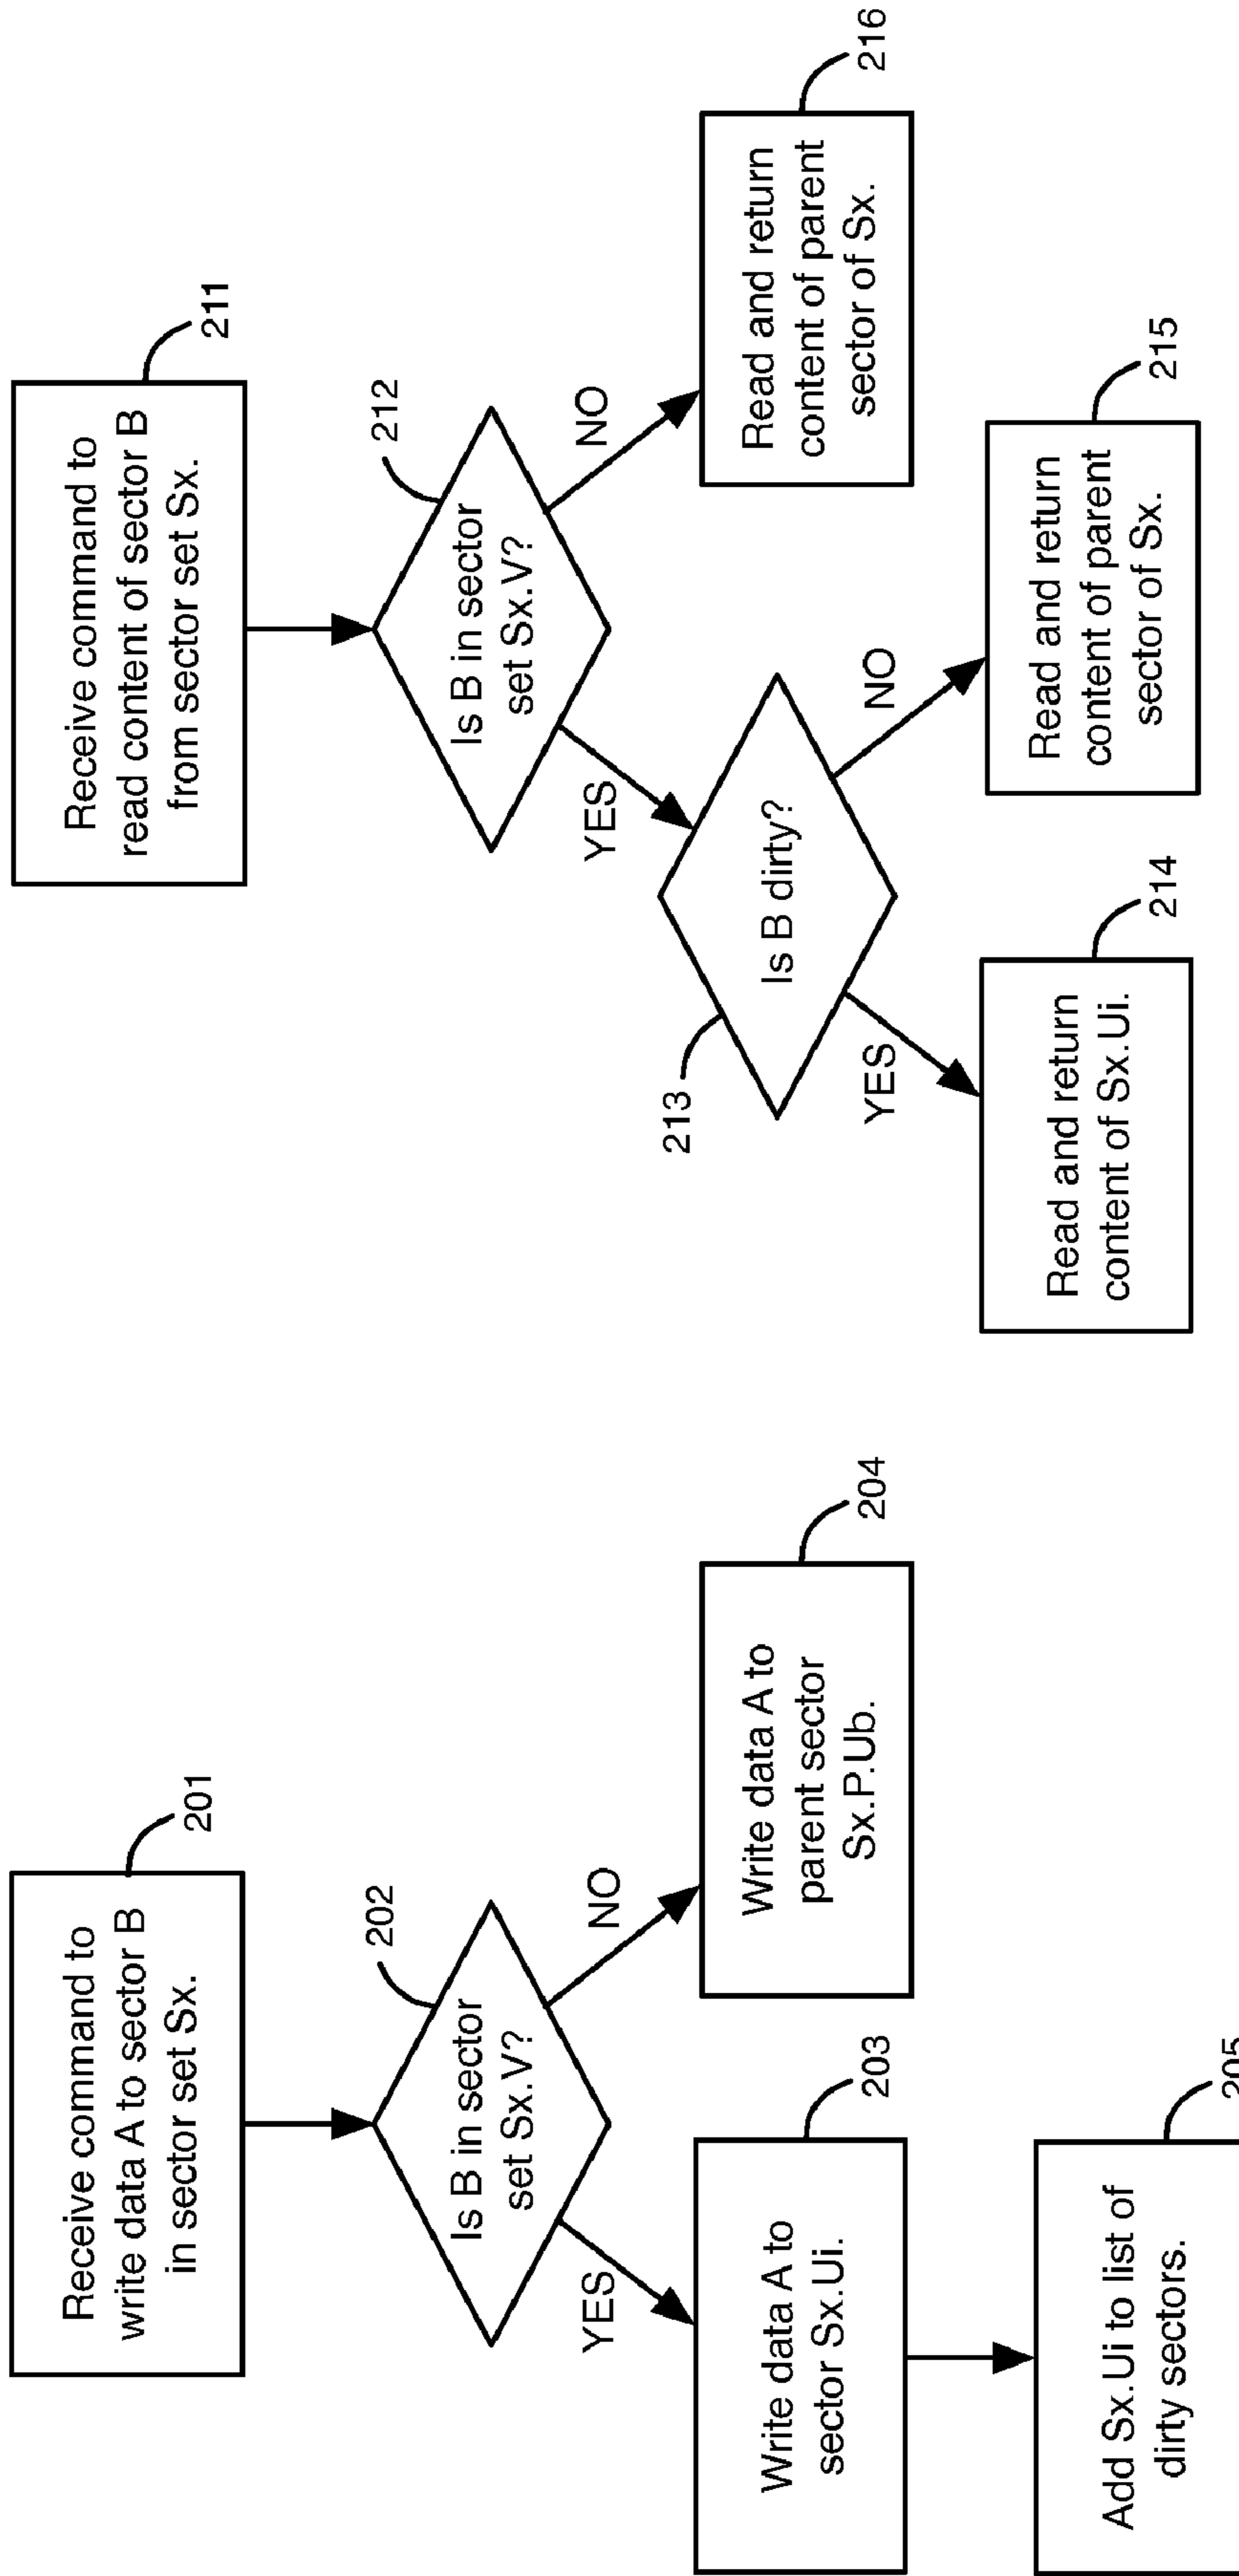 Receive command to
write data A to sector B
in sector set Sx.
201
Is B in sector
set Sx.V?
202
YES
NO
Write data A to
sector Sx.Ui.
203
Write data A to
parent sector
Sx.P.Ub.
204
Add Sx.Ui to list of
dirty sectors.
205
Receive command to
read content of sector B
from sector set Sx.
211
Is B in sector
set Sx.V?
212
YES
NO
Is B dirty?
213
Read and return
content of parent
sector of Sx.
216
YES
NO
Read and return
content of Sx.Ui.
214
Read and return
content of parent
sector of Sx.
215